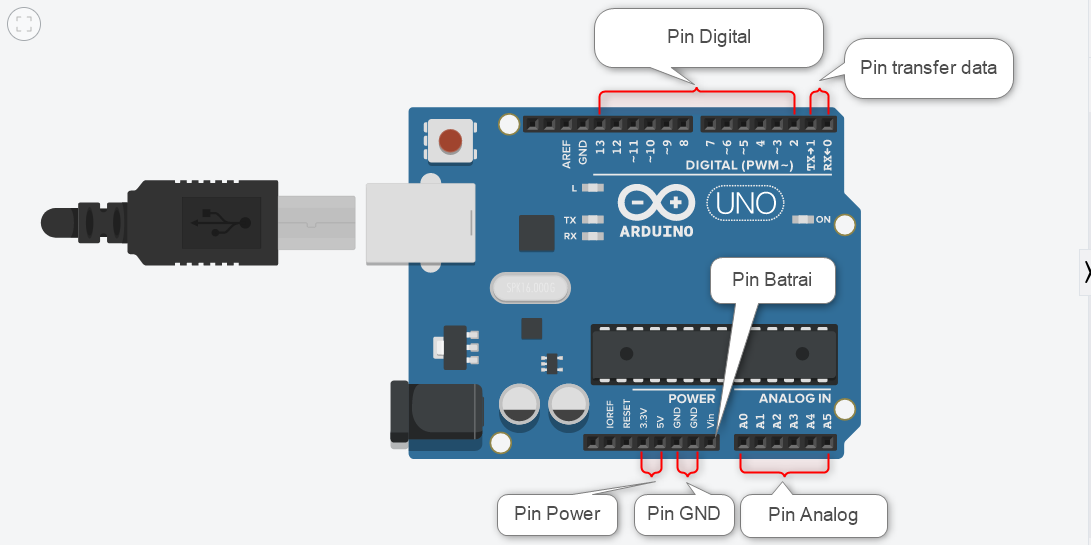 Pin Digital
Pin transfer data
AREF
GND
13
12
~11
~10
~9
8
7
~6
~5
4
~3
2
TX→1
RX←0
DIGITAL (PWM~)
L
TX
RX
ARDUINO
UNO
ON
SPK16.000G
Pin Batrai
POWER
ANALOG IN
IOREF
RESET
3.3V
5V
GND
GND
Vin
A0
A1
A2
A3
A4
A5
Pin Power
Pin GND
Pin Analog